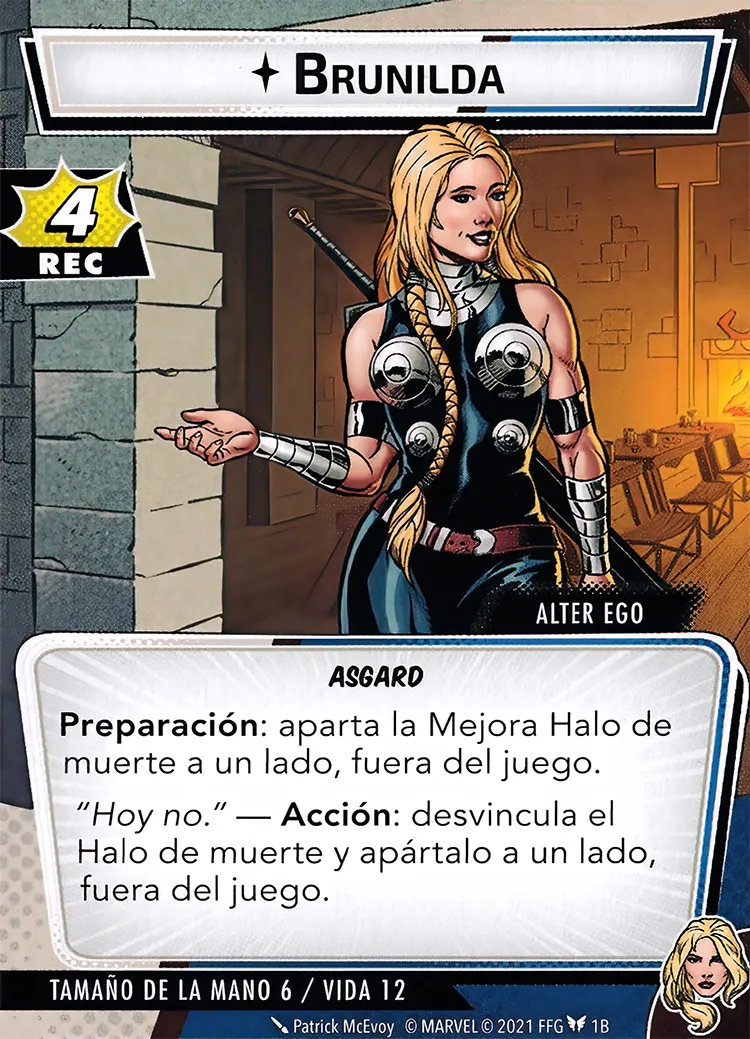 BRUNILDA
4
REC
ALTER EGO
ASGARD
Preparación: aparta la Mejora Halo de
muerte a un lado, fuera del juego.
“Hoy no.” — Acción: desvincula el
Halo de muerte y apártalo a un lado,
fuera del juego.
TAMAÑO DE LA MANO 6 / VIDA 12
Patrick McEvoy © MARVEL © 2021 FFG 1B